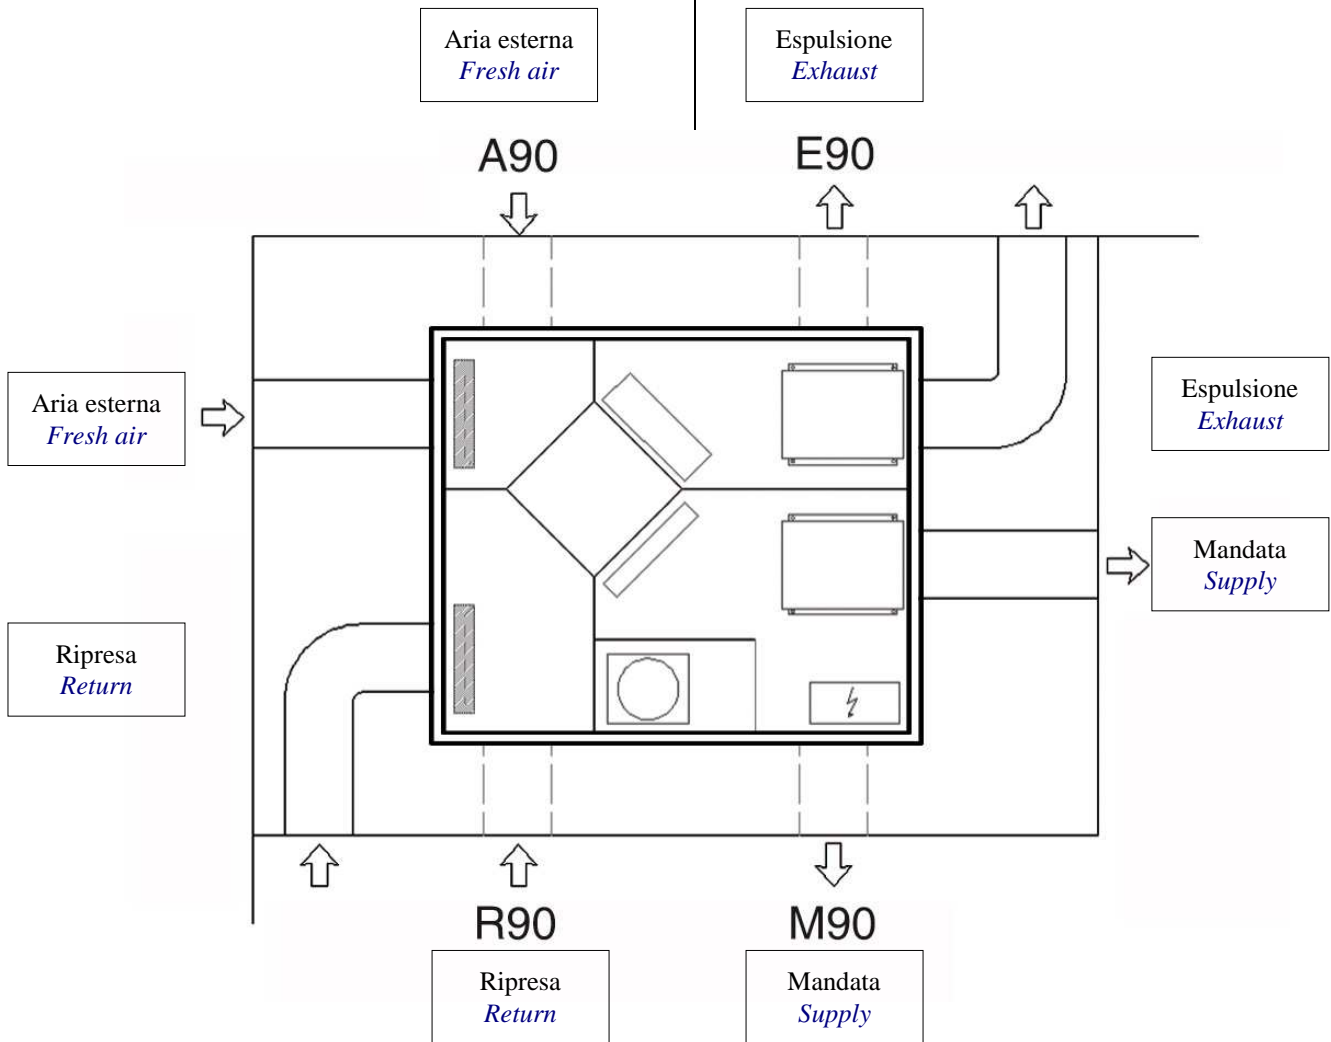 Aria esterna
Fresh air
Espulsione
Exhaust
A90
E90
Aria esterna
Fresh air
Espulsione
Exhaust
Mandata
Supply
Ripresa
Return
R90
M90
Ripresa
Return
Mandata
Supply